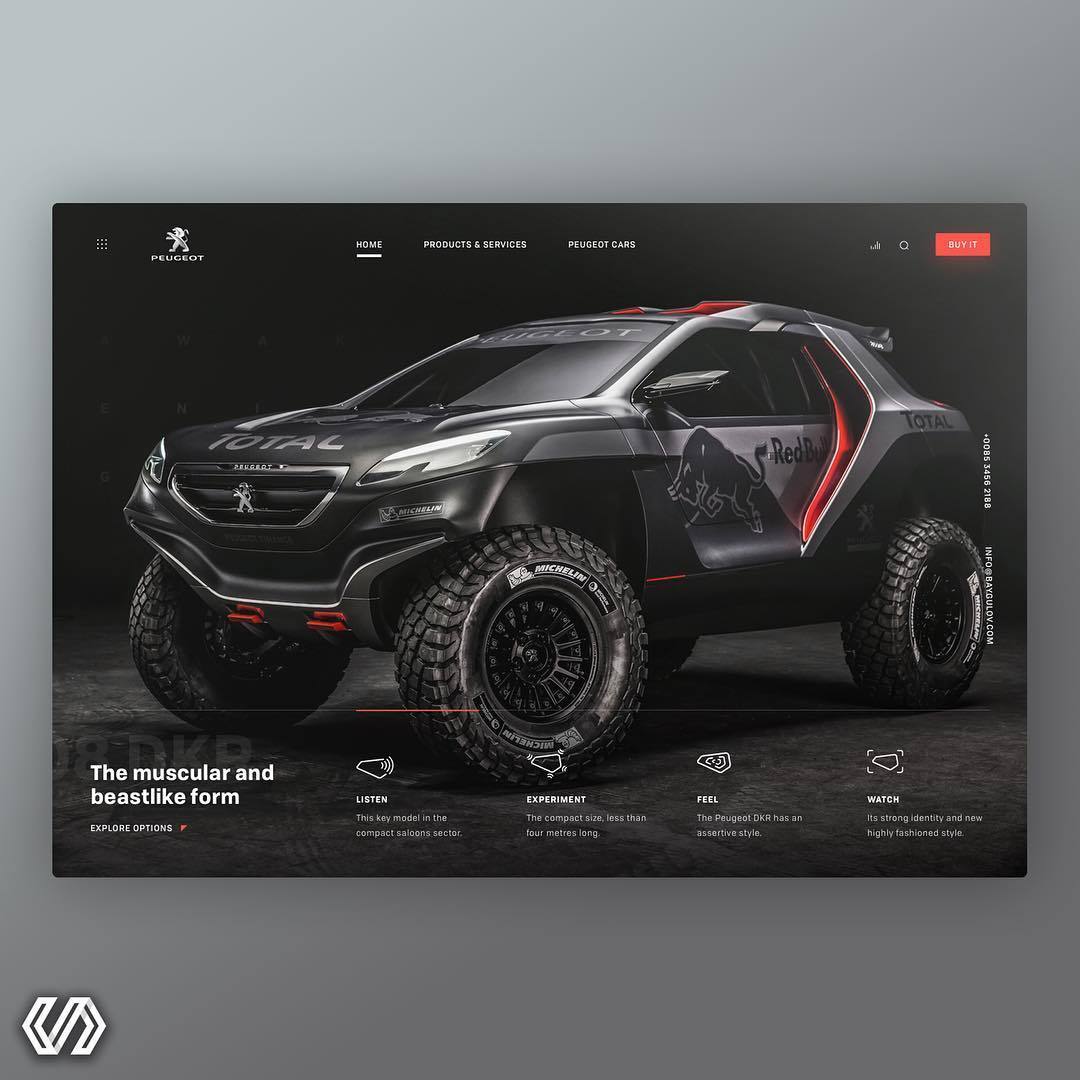 PEUGEOT
HOME
PRODUCTS & SERVICES
PEUGEOT CARS
BUY IT
A W A K
E N I
G
PEUGEOT
TOTAL
PEUGEOT
MICHELIN
PEUGEOT FINANCE
Red Bull
TOTAL
MICHELIN
MICHELIN
+0085 3456 2188
INFO@BAYGULOV.COM
08 DKR
The muscular and
beastlike form
EXPLORE OPTIONS
LISTEN
This key model in the
compact saloons sector.
EXPERIMENT
The compact size, less than
four metres long.
FEEL
The Peugeot DKR has an
assertive style.
WATCH
Its strong identity and new
highly fashioned style.